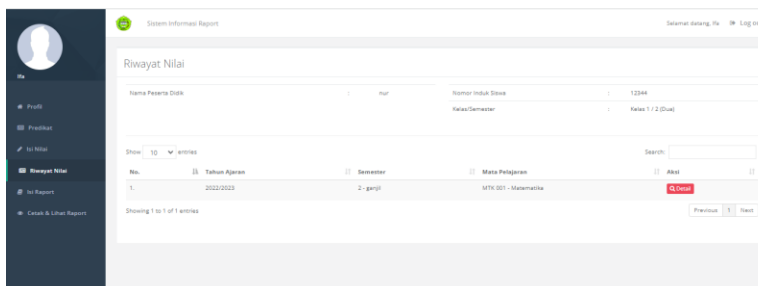 Sistem Informasi Raport
Selamat datang, Ifa Log ou
Ifa
Profil
Predikat
Isi Nilai
Riwayat Nilai
Isi Raport
Cetak & Lihat Raport
Riwayat Nilai
Nama Peserta Didik : nur
Nomor Induk Siswa : 12344
Kelas/Semester : Kelas 1 / 2 (Dua)
Show 10 entries
Search:
No. Tahun Ajaran Semester Mata Pelajaran Aksi
1. 2022/2023 2 - ganjil MTK 001 - Matematika Detail
Showing 1 to 1 of 1 entries
Previous 1 Next